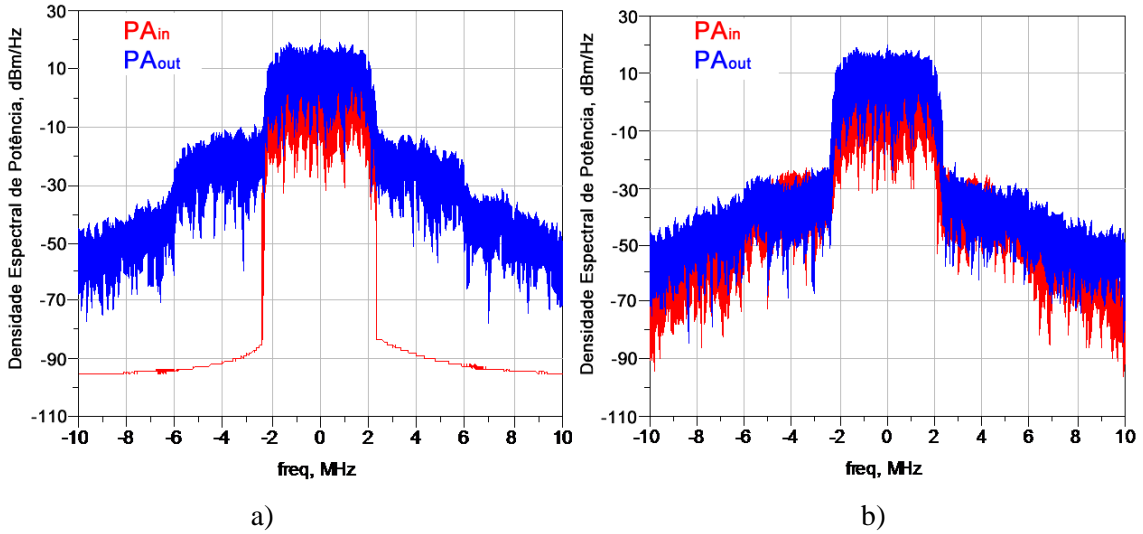 30
10
-10
-30
-50
-70
-90
-110
Densidade Espectral de Potência, dBm/Hz
PAin
PAout
-10 -8 -6 -4 -2 0 2 4 6 8 10
freq, MHz
a)
30
10
-10
-30
-50
-70
-90
-110
Densidade Espectral de Potência, dBm/Hz
PAin
PAout
-10 -8 -6 -4 -2 0 2 4 6 8 10
freq, MHz
b)